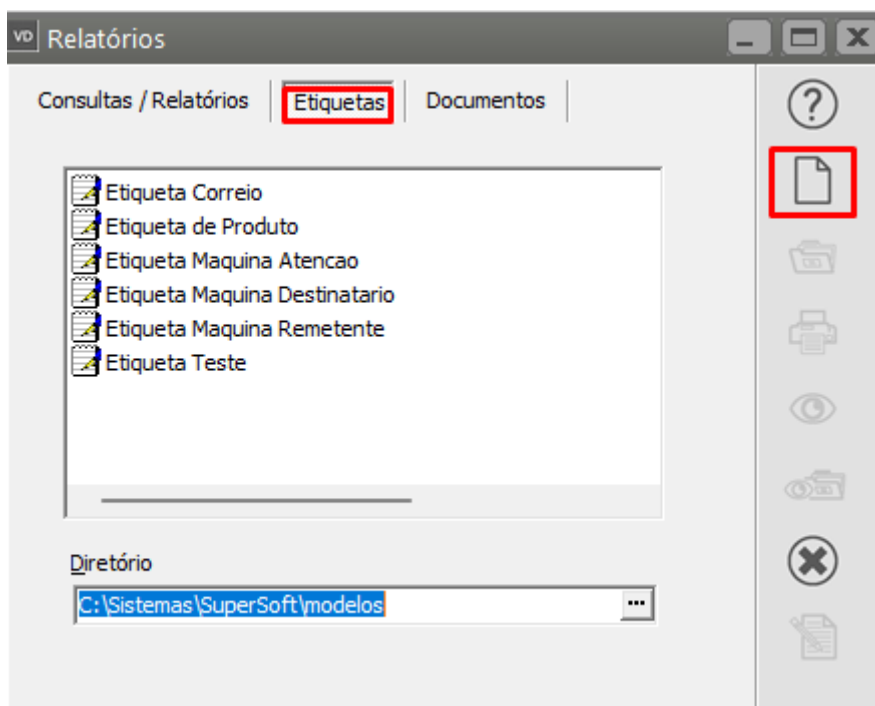 VD Relatórios
Consultas / Relatórios Etiquetas Documentos
Etiqueta Correio
Etiqueta de Produto
Etiqueta Maquina Atencao
Etiqueta Maquina Destinatario
Etiqueta Maquina Remetente
Etiqueta Teste
Diretório
C:\Sistemas\SuperSoft\modelos ...